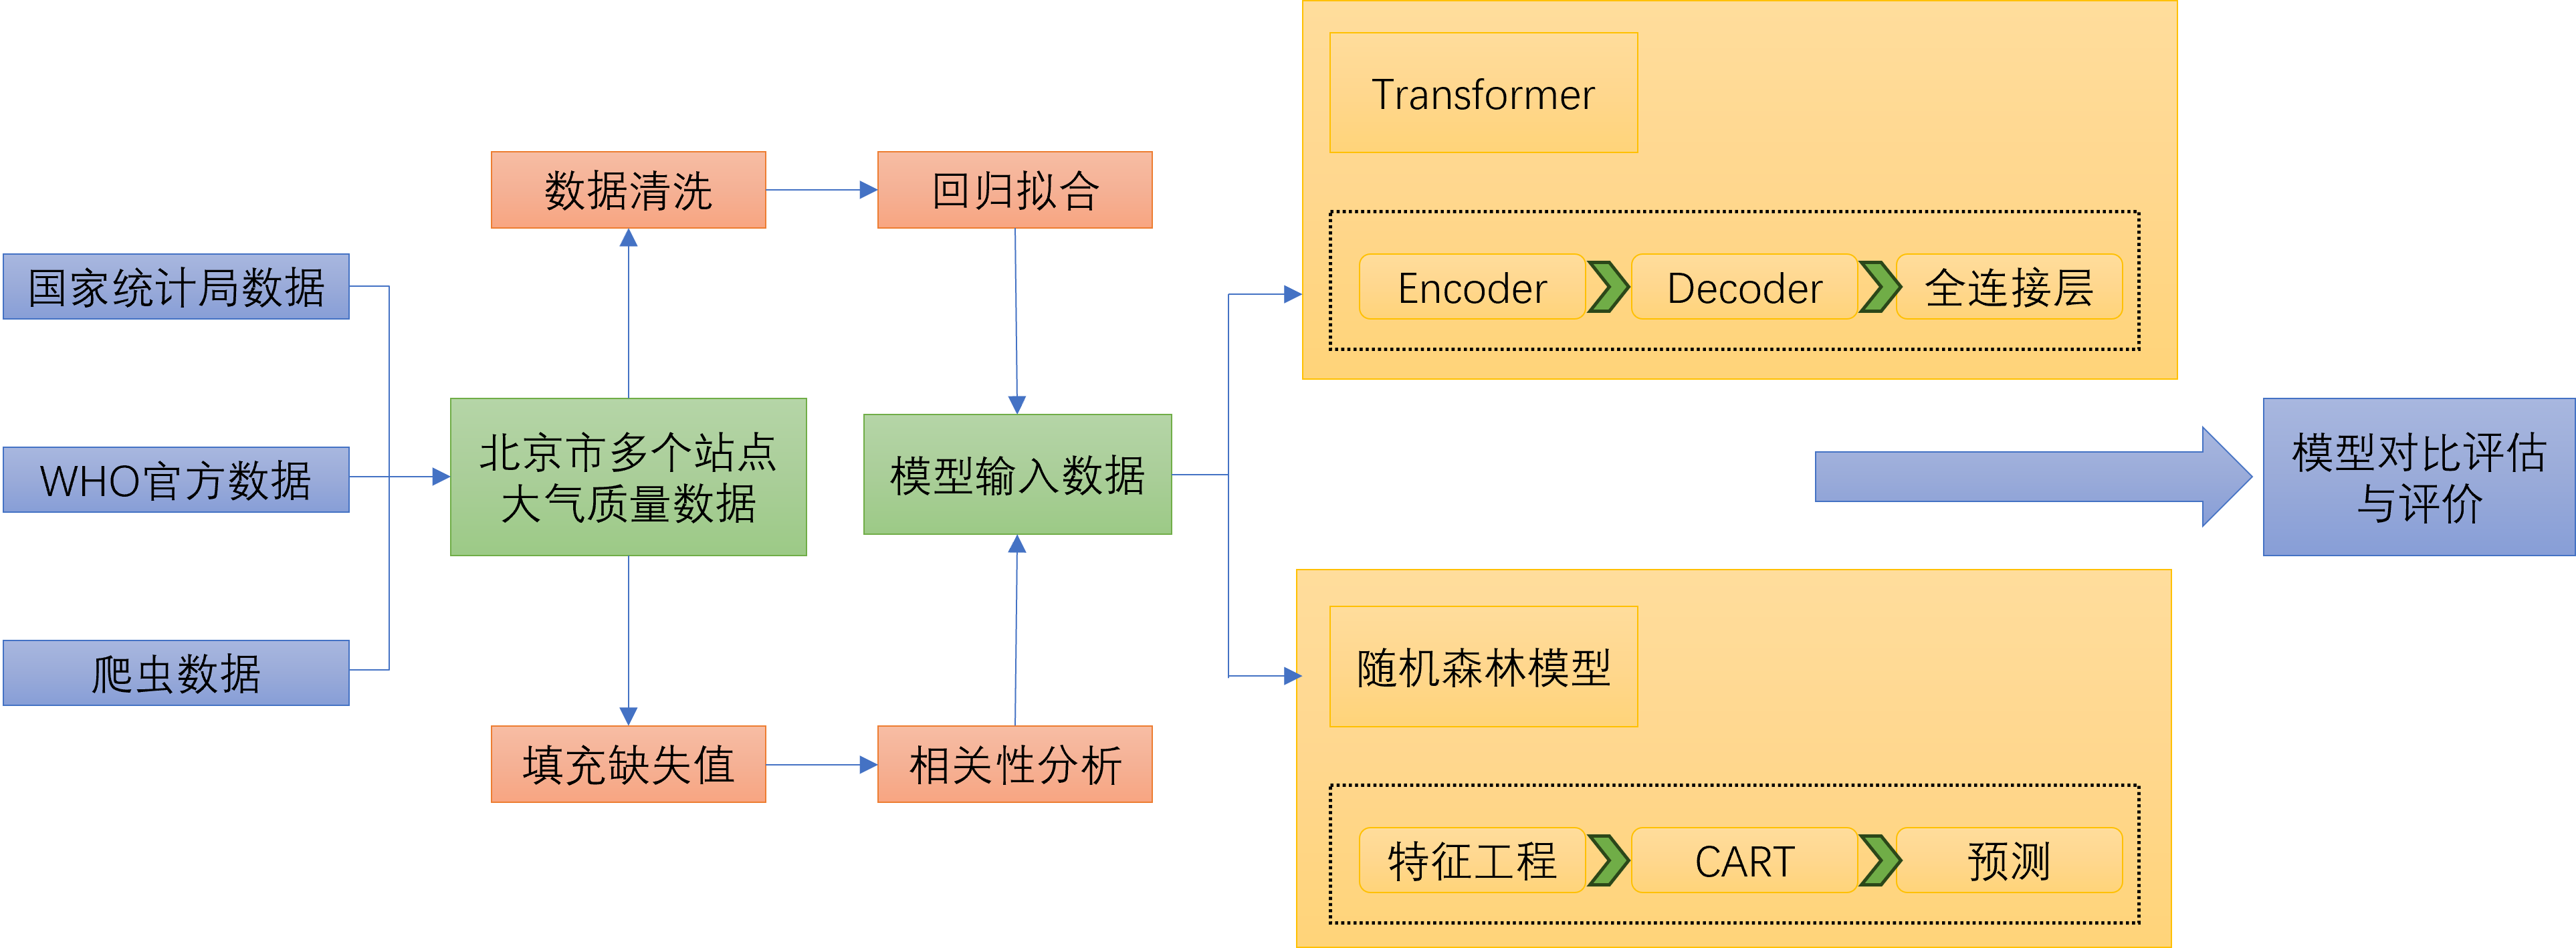 国家统计局数据
WHO官方数据
爬虫数据
北京市多个站点
大气质量数据
数据清洗
回归拟合
填充缺失值
相关性分析
模型输入数据
Transformer
Encoder
Decoder
全连接层
随机森林模型
特征工程
CART
预测
模型对比评估
与评价